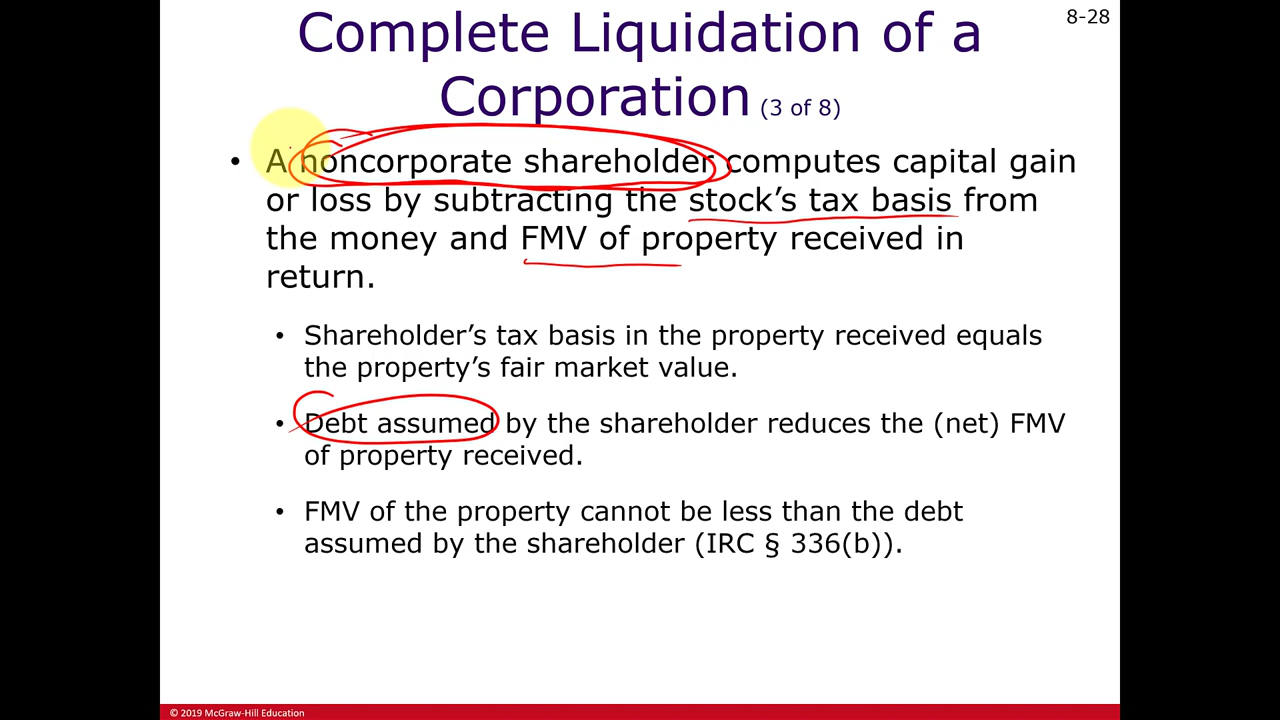 8-28
Complete Liquidation of a
Corporation (3 of 8)
• A noncorporate shareholder computes capital gain
or loss by subtracting the stock's tax basis from
the money and FMV of property received in
return.
• Shareholder's tax basis in the property received equals
the property's fair market value.
• Debt assumed by the shareholder reduces the (net) FMV
of property received.
• FMV of the property cannot be less than the debt
assumed by the shareholder (IRC § 336(b)).
© 2019 McGraw-Hill Education